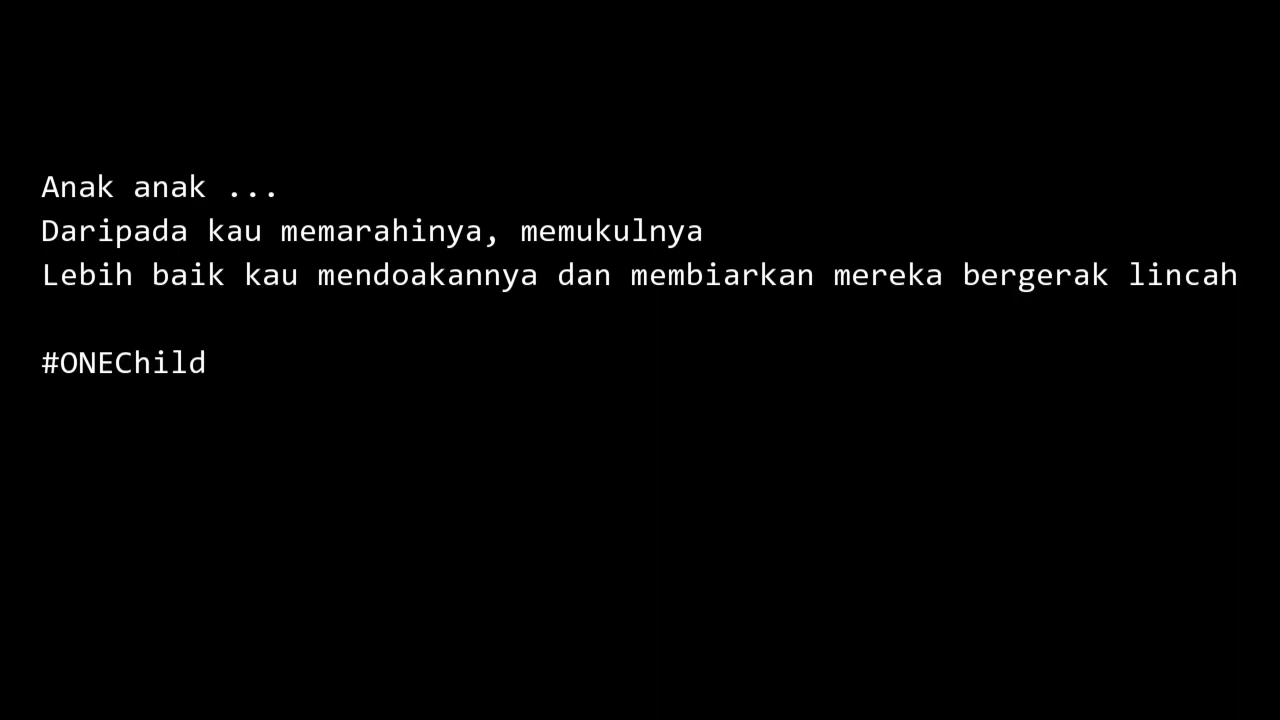 Anak anak ...
Daripada kau memarahinya, memukulnya
Lebih baik kau mendoakannya dan membiarkan mereka bergerak lincah
#ONEChild